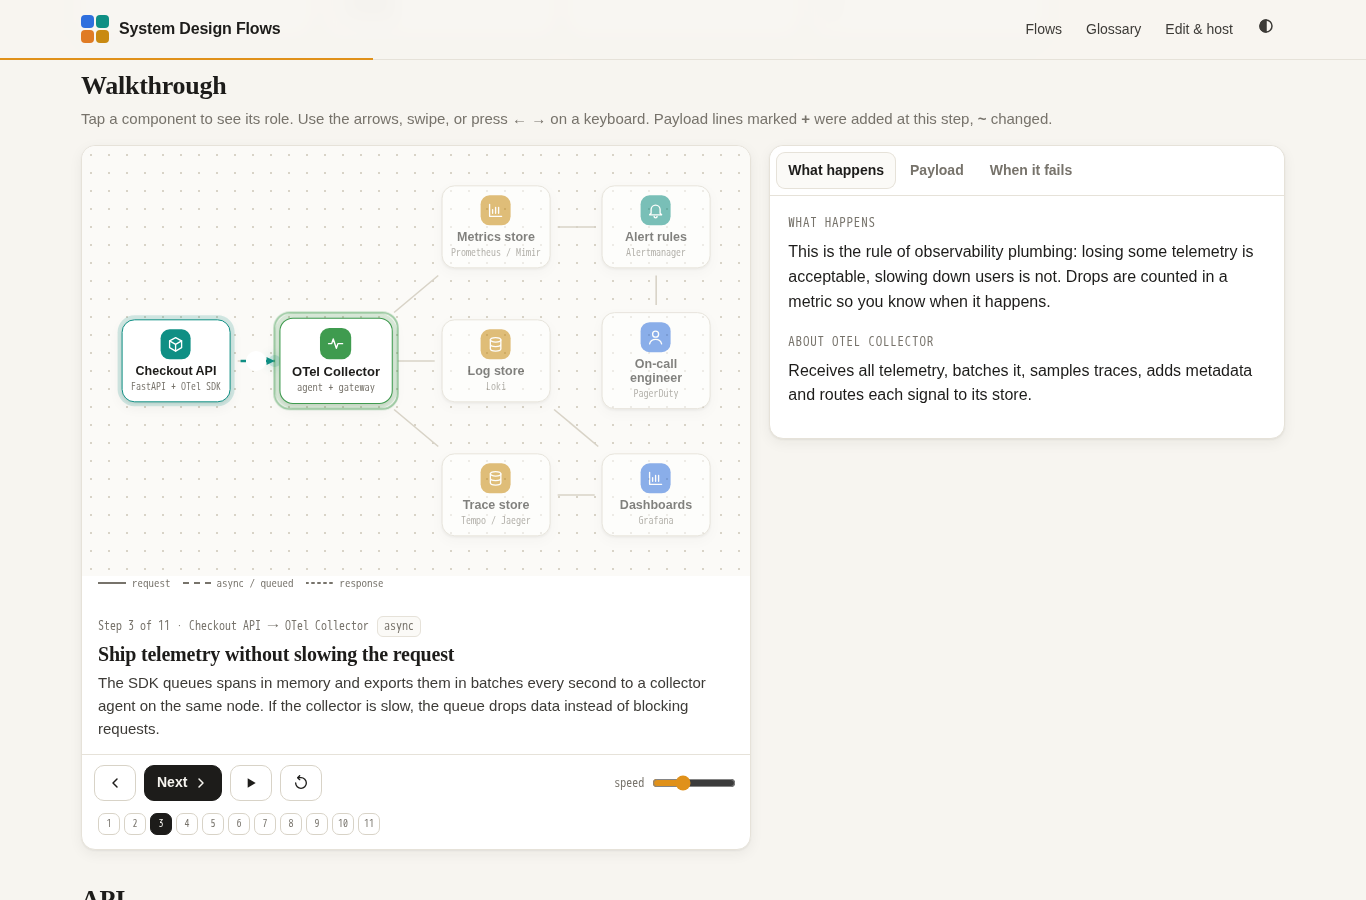 System Design Flows
Flows
Glossary
Edit & host
Walkthrough
Tap a component to see its role. Use the arrows, swipe, or press ← → on a keyboard. Payload lines marked + were added at this step, ~ changed.
Metrics store
Prometheus / Mimir
Alert rules
Alertmanager
Checkout API
FastAPI + OTel SDK
OTel Collector
agent + gateway
Log store
Loki
On-call
engineer
PagerDuty
Trace store
Tempo / Jaeger
Dashboards
Grafana
request
async / queued
response
Step 3 of 11 · Checkout API → OTel Collector async
Ship telemetry without slowing the request
The SDK queues spans in memory and exports them in batches every second to a collector
agent on the same node. If the collector is slow, the queue drops data instead of blocking
requests.
Next
speed
1 2 3 4 5 6 7 8 9 10 11
What happens
Payload
When it fails
WHAT HAPPENS
This is the rule of observability plumbing: losing some telemetry is
acceptable, slowing down users is not. Drops are counted in a
metric so you know when it happens.
ABOUT OTEL COLLECTOR
Receives all telemetry, batches it, samples traces, adds metadata
and routes each signal to its store.
API